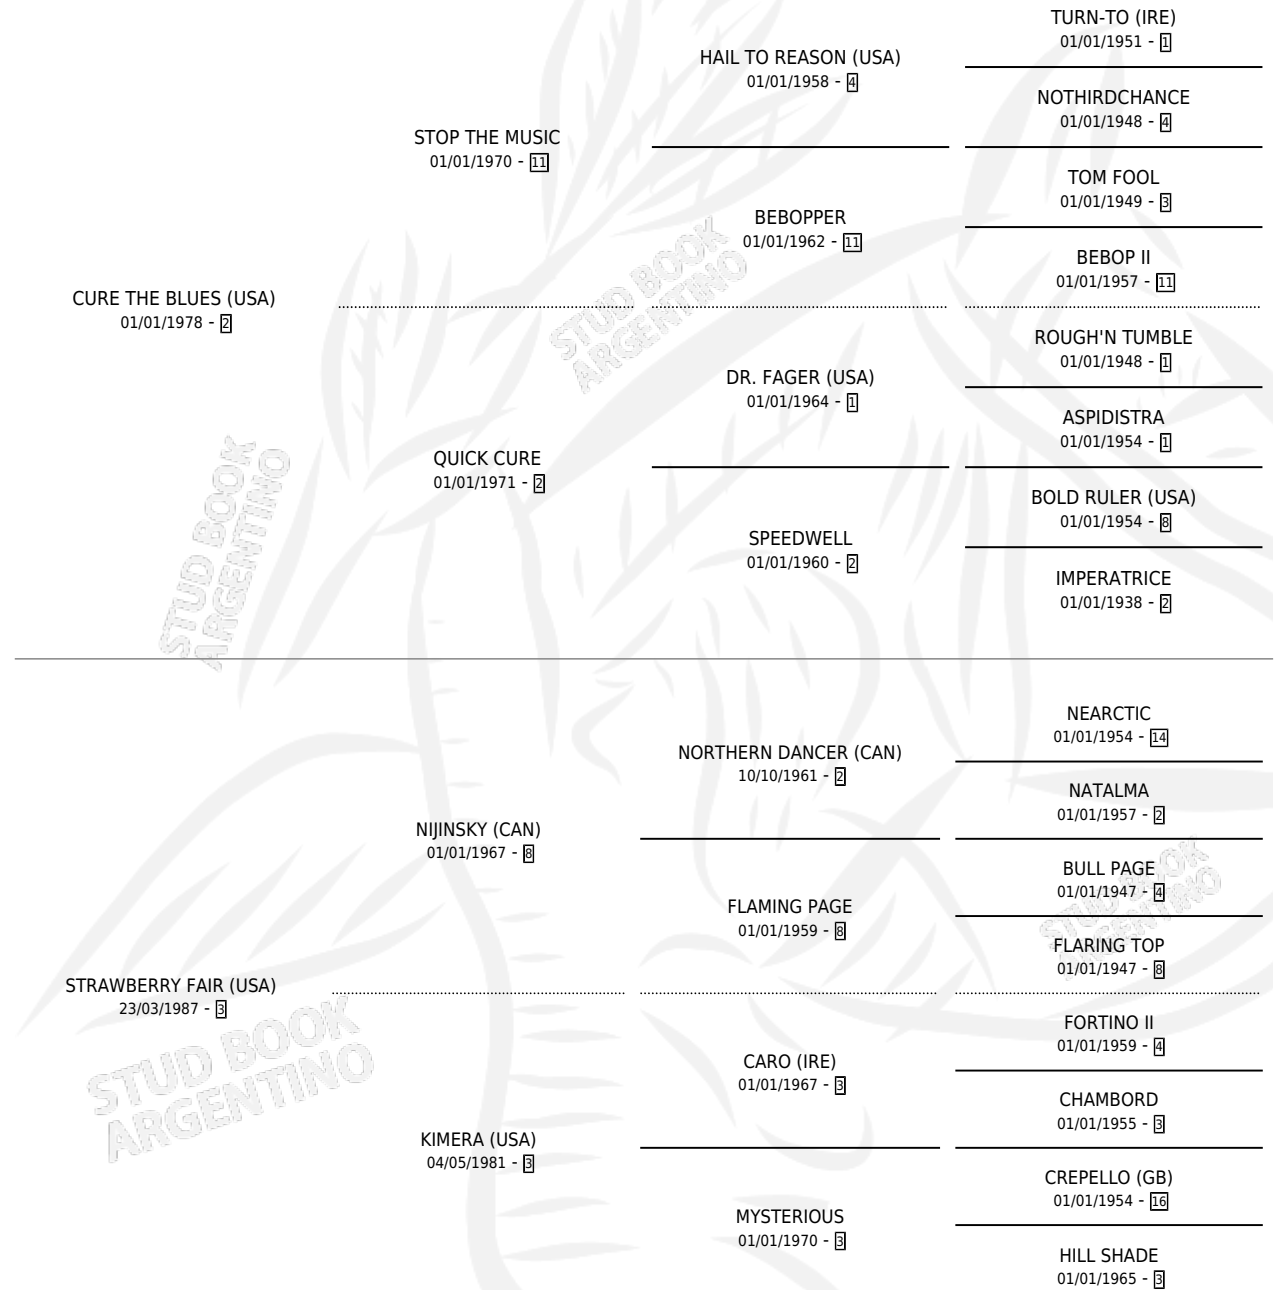 TURN-TO (IRE)
01/01/1951 - 1
HAIL TO REASON (USA)
01/01/1958 - 4
NOTHIRDCHANCE
01/01/1948 - 4
STOP THE MUSIC
01/01/1970 - 11
TOM FOOL
01/01/1949 - 3
BEBOPPER
01/01/1962 - 11
BEBOP II
01/01/1957 - 11
CURE THE BLUES (USA)
01/01/1978 - 2
ROUGH'N TUMBLE
01/01/1948 - 1
DR. FAGER (USA)
01/01/1964 - 1
ASPIDISTRA
01/01/1954 - 1
QUICK CURE
01/01/1971 - 2
BOLD RULER (USA)
01/01/1954 - 8
SPEEDWELL
01/01/1960 - 2
IMPERATRICE
01/01/1938 - 2
NEARCTIC
01/01/1954 - 14
NORTHERN DANCER (CAN)
10/10/1961 - 2
NATALMA
01/01/1957 - 2
NIJINSKY (CAN)
01/01/1967 - 8
BULL PAGE
01/01/1947 - 4
FLAMING PAGE
01/01/1959 - 8
FLARING TOP
01/01/1947 - 8
STRAWBERRY FAIR (USA)
23/03/1987 - 3
FORTINO II
01/01/1959 - 4
CARO (IRE)
01/01/1967 - 3
CHAMBORD
01/01/1955 - 3
KIMERA (USA)
04/05/1981 - 3
CREPELLO (GB)
01/01/1954 - 16
MYSTERIOUS
01/01/1970 - 3
HILL SHADE
01/01/1965 - 3
STUD BOOK
ARGENTINO
STUD BOOK
ARGENTINO
STUD BOOK
ARGENTINO
STUD BOOK
ARGENTINO